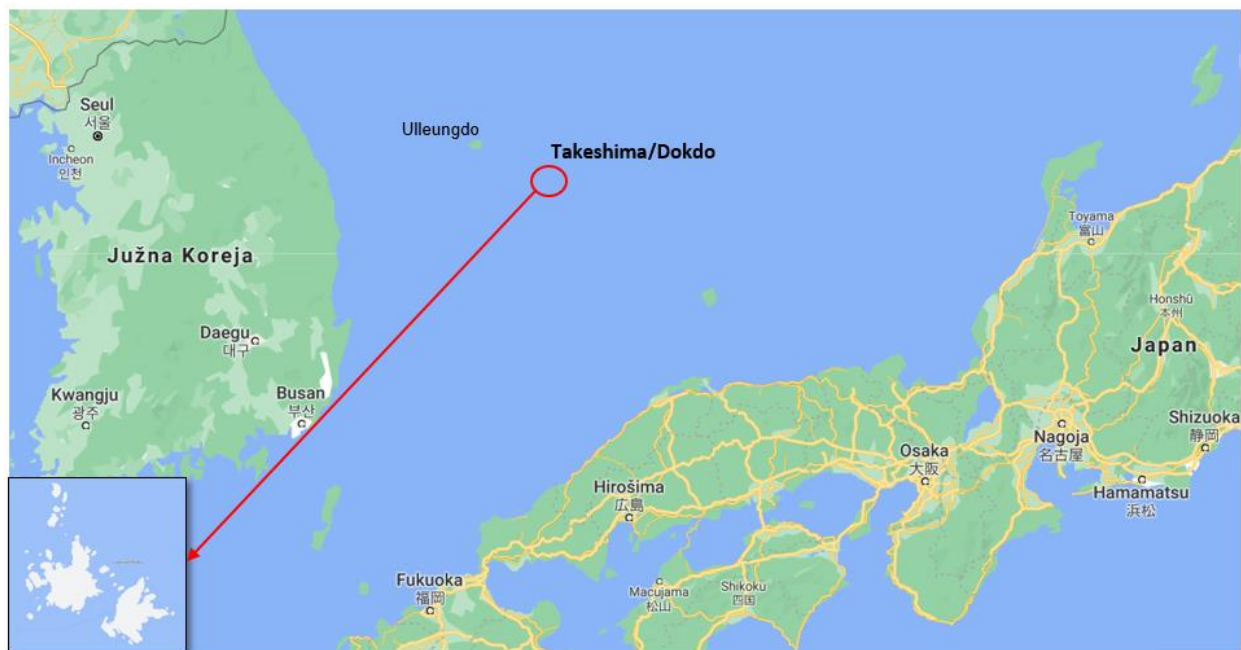 Seul
서울
Incheon
인천
Ulleungdo
Takeshima/Dokdo
Toyama
富山
Južna Koreja
Honshū
本州
Japan
Daegu
대구
Kwangju
광주
Busan
부산
Shizuoka
静岡
Nagoja
名古屋
Osaka
大阪
Hamamatsu
浜松
Hirošima
広島
Fukuoka
福岡
Macujama
松山
Shikoku
四国